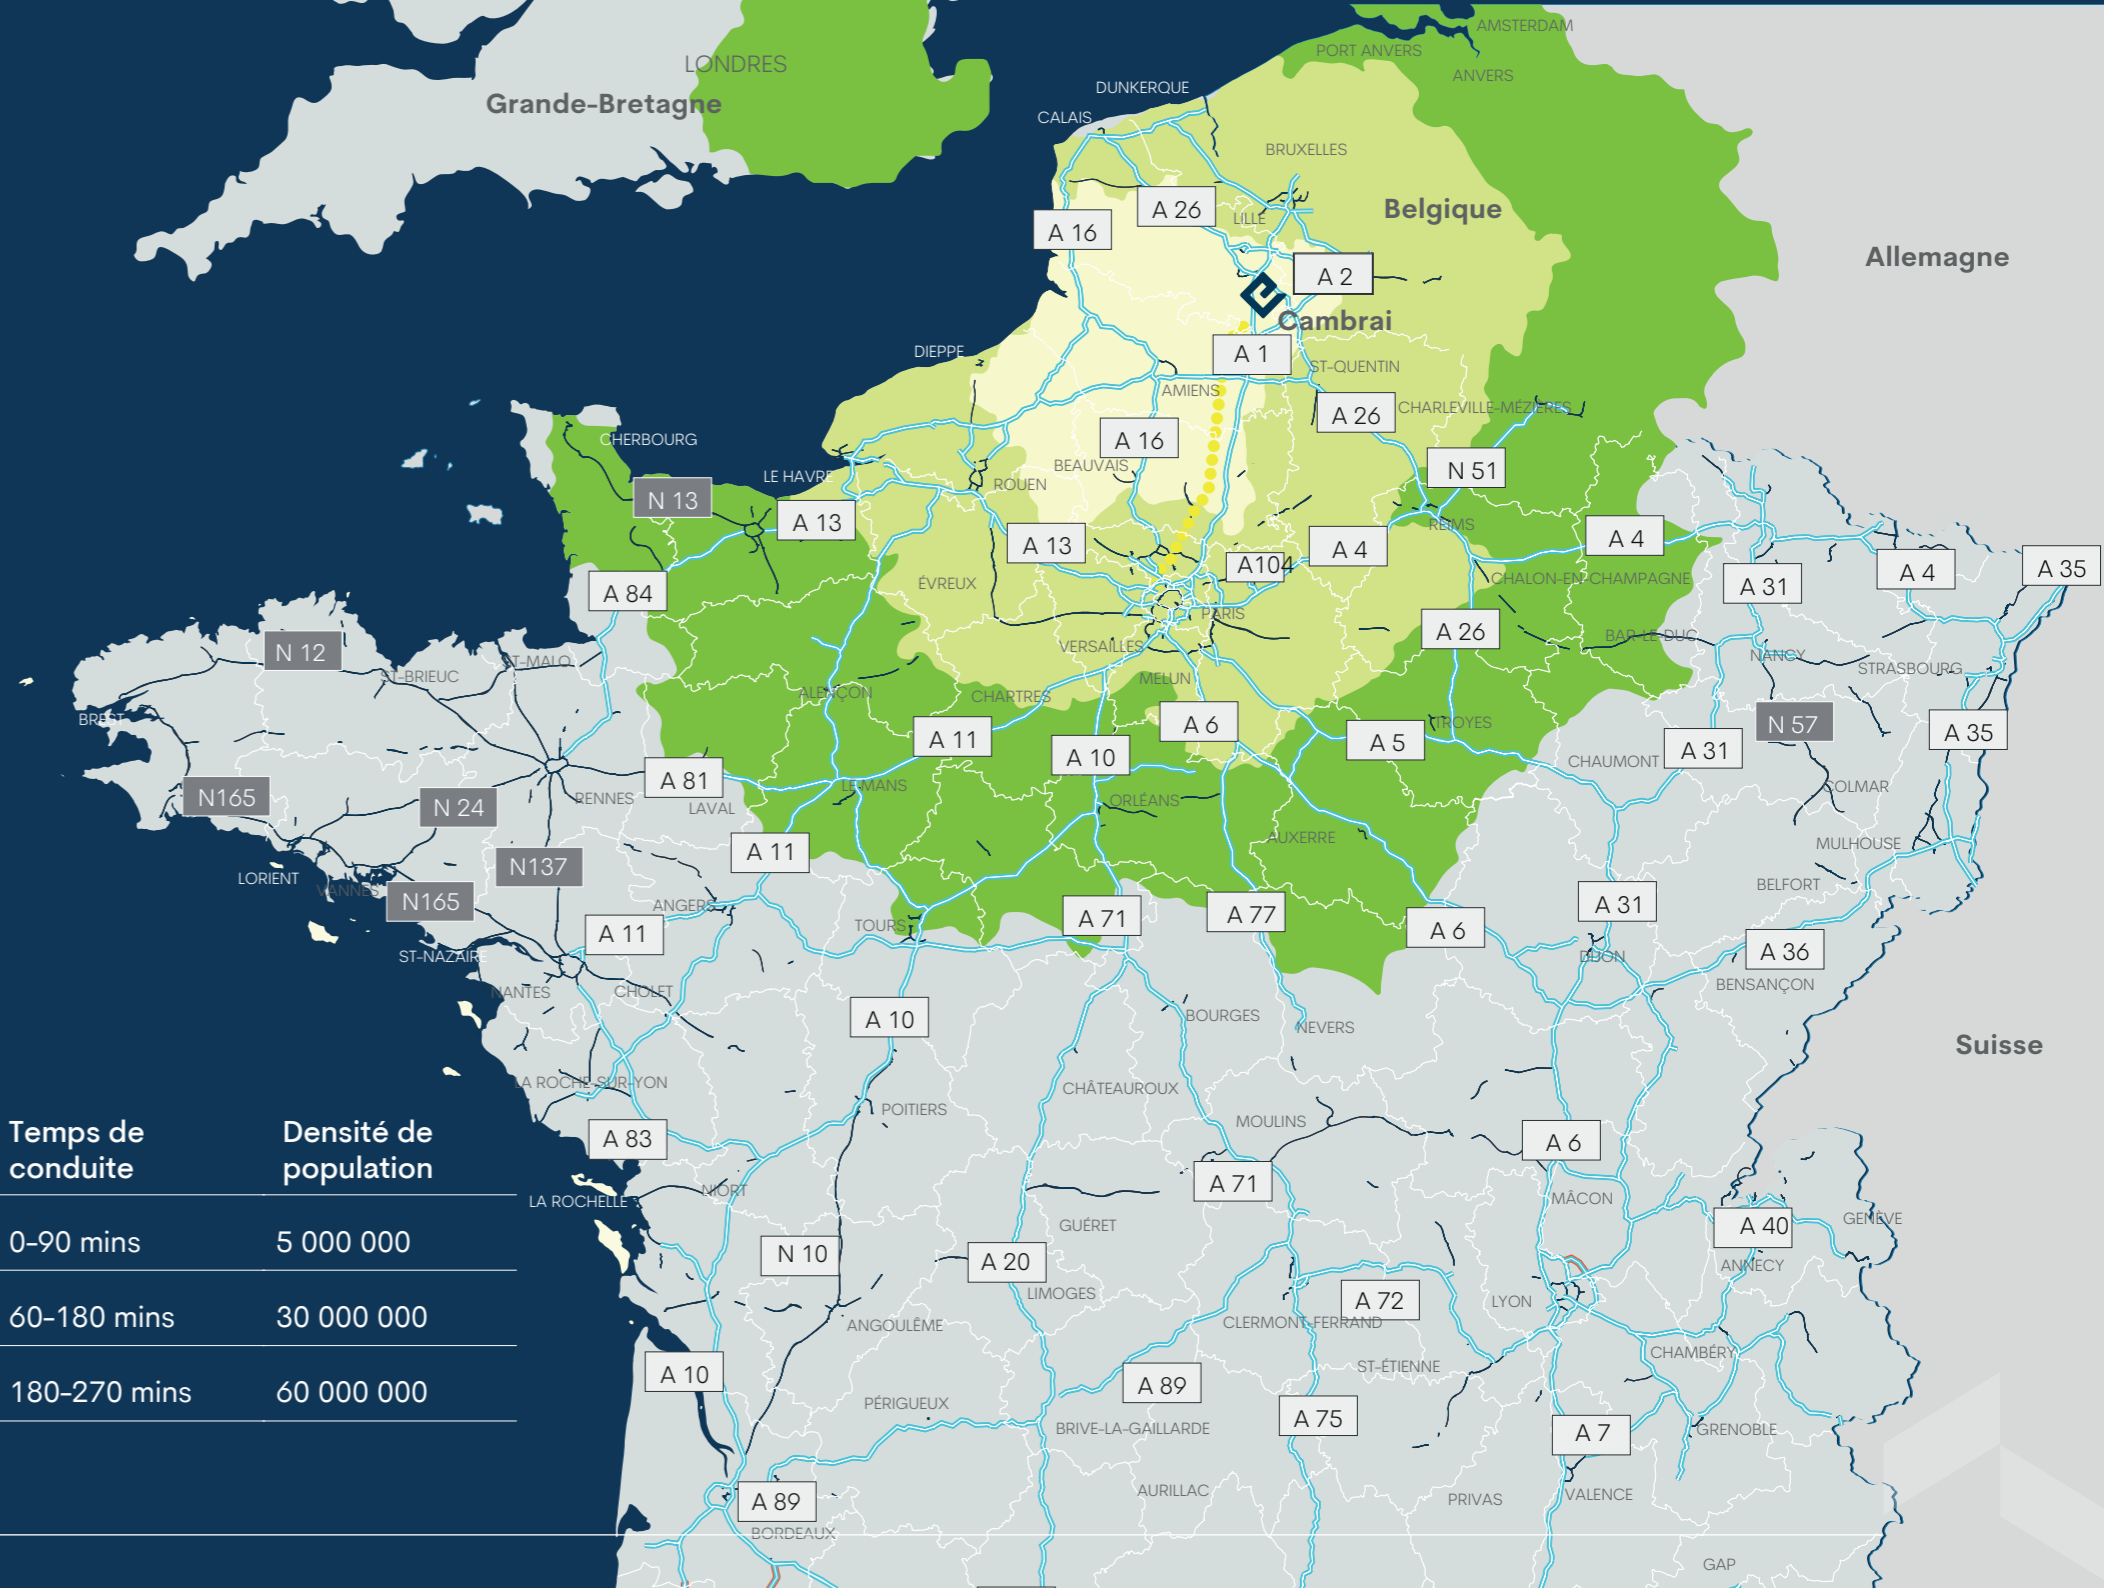 AMSTERDAM
PORT ANVERS
LONDRES
ANVERS
DUNKERQUE
Grande-Bretagne
CALAIS
BRUXELLES
A 26
Belgique
LILLE
A 16
Allemagne
A 2
Cambrai
DIEPPE
A 1
ST-QUENTIN
AMIENS
CHARLEVILLE-MÉZIÈRES
A 26
CHERBOURG
A 16
BEAUVAIS
N 51
LE HAVRE
ROUEN
N 13
A 13
REIMS
A 4
A 13
A 4
A104
A 4
A 35
CHALON-EN-CHAMPAGNE
A 31
ÉVREUX
A 84
PARIS
A 26
BAR-LE-DUC
VERSAILLES
N 12
NANCY
ST-MALO
STRASBOURG
ST-BRIEUC
MELUN
ALENÇON
CHARTRES
BREST
A 6
TROYES
N 57
A 35
A 11
A 5
A 31
A 10
CHAUMONT
A 81
LE MANS
COLMAR
N165
RENNES
ORLÉANS
N 24
LAVAL
AUXERRE
MULHOUSE
A 11
N137
LORIENT
BELFORT
VANNES
N165
ANGERS
A 31
A 71
A 77
TOURS
A 6
A 11
A 36
ST-NAZAIRE
DIJON
BENSANÇON
NANTES
CHOLET
A 10
BOURGES
NEVERS
Suisse
LA ROCHE-SUR-YON
CHÂTEAUROUX
POITIERS
MOULINS
A 83
A 6
Temps de
conduite
Densité de
population
A 71
NIORT
MÂCON
LA ROCHELLE
GUÉRET
A 40
GENÈVE
0-90 mins
5 000 000
N 10
A 20
ANNECY
LIMOGES
A 72
LYON
60-180 mins
30 000 000
ANGOULÊME
CLERMONT-FERRAND
CHAMBÉRY
ST-ÉTIENNE
A 10
A 89
180-270 mins
60 000 000
PÉRIGUEUX
A 75
BRIVE-LA-GAILLARDE
A 7
GRENOBLE
AURILLAC
VALENCE
PRIVAS
A 89
BORDEAUX
GAP